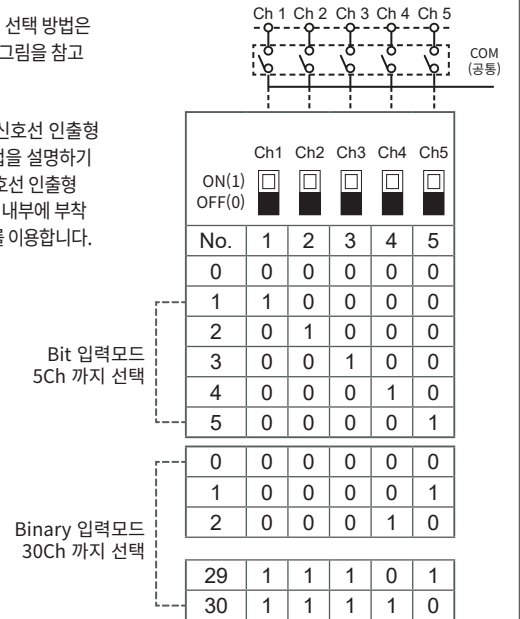 선택 방법은
그림을 참고
신호선 인출형
법을 설명하기
호선 인출형
내부에 부착
를 이용합니다.
Ch 1 Ch 2 Ch 3 Ch 4 Ch 5
COM
(공통)
Ch1 Ch2 Ch3 Ch4 Ch5
ON(1)
OFF(0)
No. 1 2 3 4 5
0 0 0 0 0 0
1 1 0 0 0 0
2 0 1 0 0 0
3 0 0 1 0 0
4 0 0 0 1 0
5 0 0 0 0 1
Bit 입력모드
5Ch 까지 선택
0 0 0 0 0 0
1 0 0 0 0 1
2 0 0 0 1 0
Binary 입력모드
30Ch 까지 선택
29 1 1 1 0 1
30 1 1 1 1 0